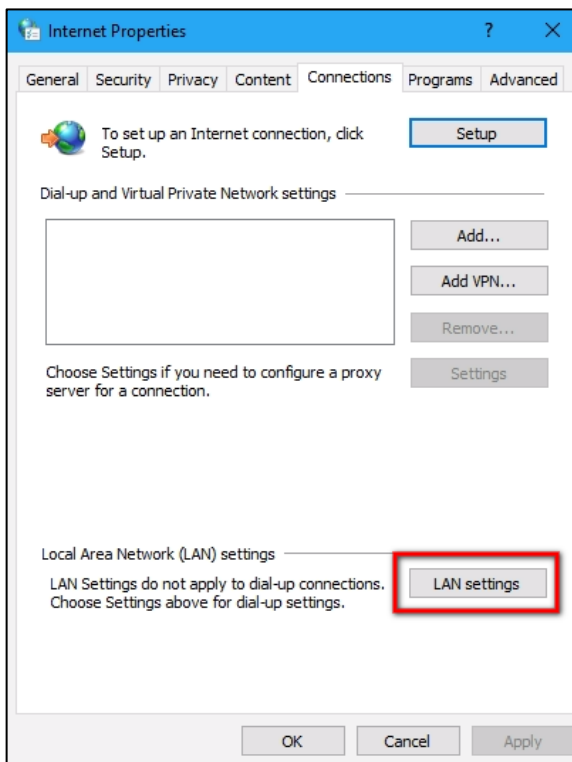 Internet Properties
?
General Security Privacy Content Connections Programs Advanced
To set up an Internet connection, click
Setup.
Setup
Dial-up and Virtual Private Network settings
Add...
Add VPN...
Remove...
Choose Settings if you need to configure a proxy
server for a connection.
Settings
Local Area Network (LAN) settings
LAN Settings do not apply to dial-up connections.
Choose Settings above for dial-up settings.
LAN settings
OK Cancel Apply